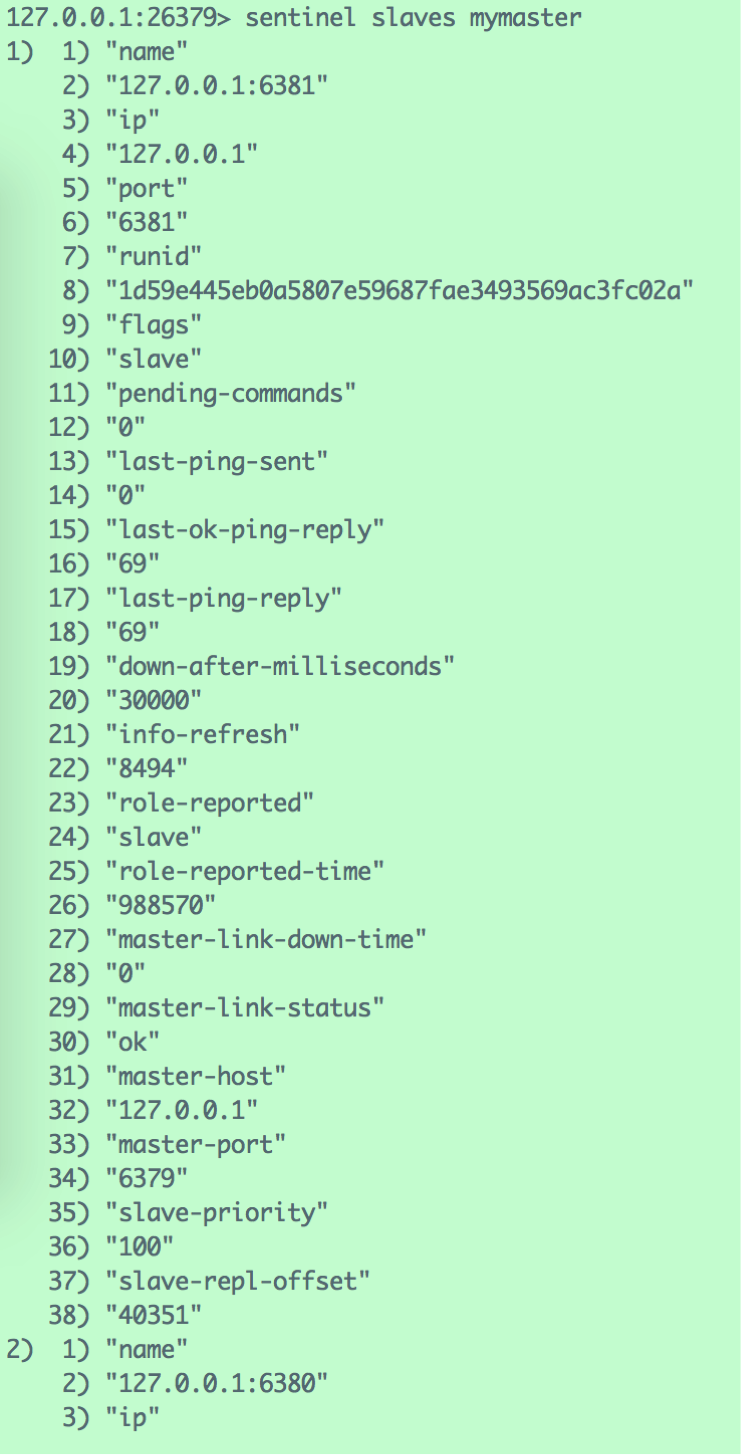 127.0.0.1:26379> sentinel slaves mymaster
1)  1) "name"
    2) "127.0.0.1:6381"
    3) "ip"
    4) "127.0.0.1"
    5) "port"
    6) "6381"
    7) "runid"
    8) "1d59e445eb0a5807e59687fae3493569ac3fc02a"
    9) "flags"
   10) "slave"
   11) "pending-commands"
   12) "0"
   13) "last-ping-sent"
   14) "0"
   15) "last-ok-ping-reply"
   16) "69"
   17) "last-ping-reply"
   18) "69"
   19) "down-after-milliseconds"
   20) "30000"
   21) "info-refresh"
   22) "8494"
   23) "role-reported"
   24) "slave"
   25) "role-reported-time"
   26) "988570"
   27) "master-link-down-time"
   28) "0"
   29) "master-link-status"
   30) "ok"
   31) "master-host"
   32) "127.0.0.1"
   33) "master-port"
   34) "6379"
   35) "slave-priority"
   36) "100"
   37) "slave-repl-offset"
   38) "40351"
2)  1) "name"
    2) "127.0.0.1:6380"
    3) "ip"